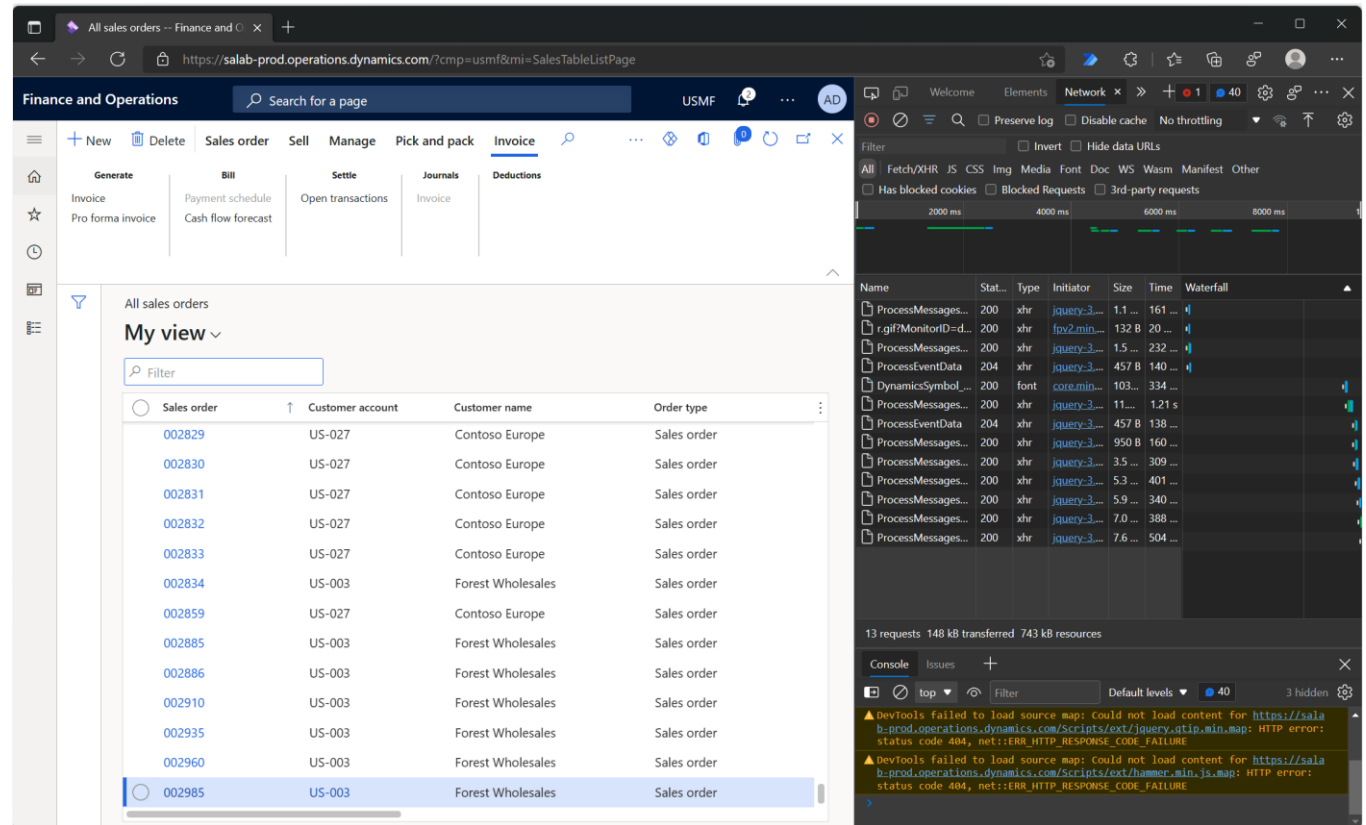 All sales orders -- Finance and O
https://salab-prod.operations.dynamics.com/?cmp=usmf&mi=SalesTableListPage
Finance and Operations
Search for a page
USMF
2
AD
New Delete Sales order Sell Manage Pick and pack Invoice
0
Generate Bill Settle Journals Deductions
Invoice Payment schedule Open transactions Invoice
Pro forma invoice Cash flow forecast
All sales orders
My view
Filter
Sales order ↑ Customer account Customer name Order type
002829 US-027 Contoso Europe Sales order
002830 US-027 Contoso Europe Sales order
002831 US-027 Contoso Europe Sales order
002832 US-027 Contoso Europe Sales order
002833 US-027 Contoso Europe Sales order
002834 US-003 Forest Wholesales Sales order
002859 US-027 Contoso Europe Sales order
002885 US-003 Forest Wholesales Sales order
002886 US-003 Forest Wholesales Sales order
002910 US-003 Forest Wholesales Sales order
002935 US-003 Forest Wholesales Sales order
002960 US-003 Forest Wholesales Sales order
002985 US-003 Forest Wholesales Sales order
Welcome Elements Network 1 40
Preserve log Disable cache No throttling
Filter Invert Hide data URLs
All Fetch/XHR JS CSS Img Media Font Doc WS Wasm Manifest Other
Has blocked cookies Blocked Requests 3rd-party requests
2000 ms 4000 ms 6000 ms 8000 ms 1
Name Stat... Type Initiator Size Time Waterfall
ProcessMessages... 200 xhr jquery-3.... 1.1 ... 161 ...
r.gif?MonitorID=d... 200 xhr fpv2.min.... 132 B 20 ...
ProcessMessages... 200 xhr jquery-3.... 1.5 ... 232 ...
ProcessEventData 204 xhr jquery-3.... 457 B 140 ...
DynamicsSymbol_... 200 font core.min... 103... 334 ...
ProcessMessages... 200 xhr jquery-3.... 11.... 1.21 s
ProcessEventData 204 xhr jquery-3.... 457 B 138 ...
ProcessMessages... 200 xhr jquery-3.... 950 B 160 ...
ProcessMessages... 200 xhr jquery-3.... 3.5 ... 309 ...
ProcessMessages... 200 xhr jquery-3.... 5.3 ... 401 ...
ProcessMessages... 200 xhr jquery-3.... 5.9 ... 340 ...
ProcessMessages... 200 xhr jquery-3.... 7.0 ... 388 ...
ProcessMessages... 200 xhr jquery-3.... 7.6 ... 504 ...
13 requests 148 kB transferred 743 kB resources
Console Issues
top Filter Default levels 40 3 hidden
DevTools failed to load source map: Could not load content for https://sala
b-prod.operations.dynamics.com/Scripts/ext/jquery.qtip.min.map: HTTP error:
status code 404, net::ERR_HTTP_RESPONSE_CODE_FAILURE
DevTools failed to load source map: Could not load content for https://sala
b-prod.operations.dynamics.com/Scripts/ext/hammer.min.js.map: HTTP error:
status code 404, net::ERR_HTTP_RESPONSE_CODE_FAILURE